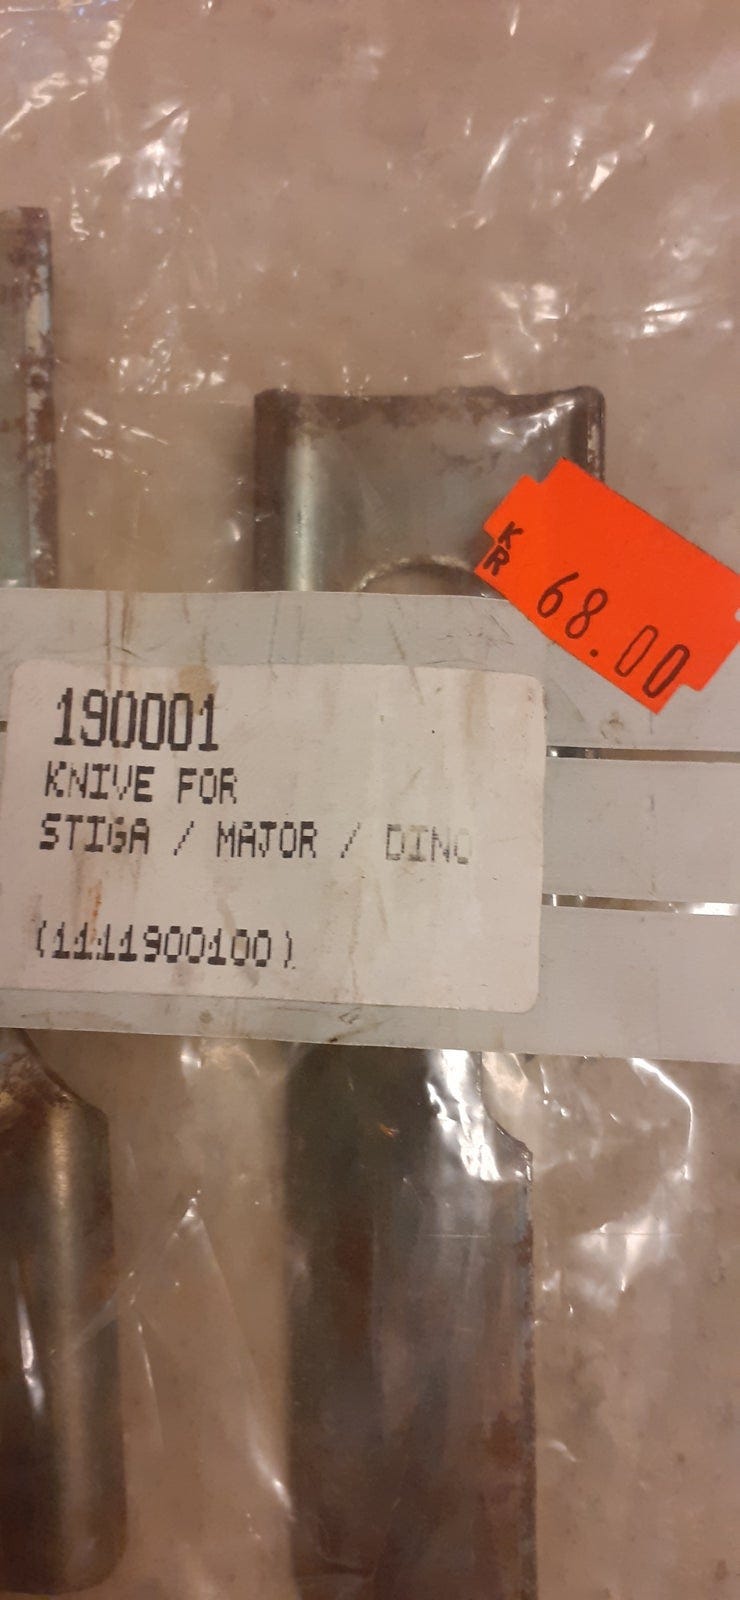 KR 68.00
190001
KNIVE FOR
STIGA / MAJOR / DINO
(1111900100)